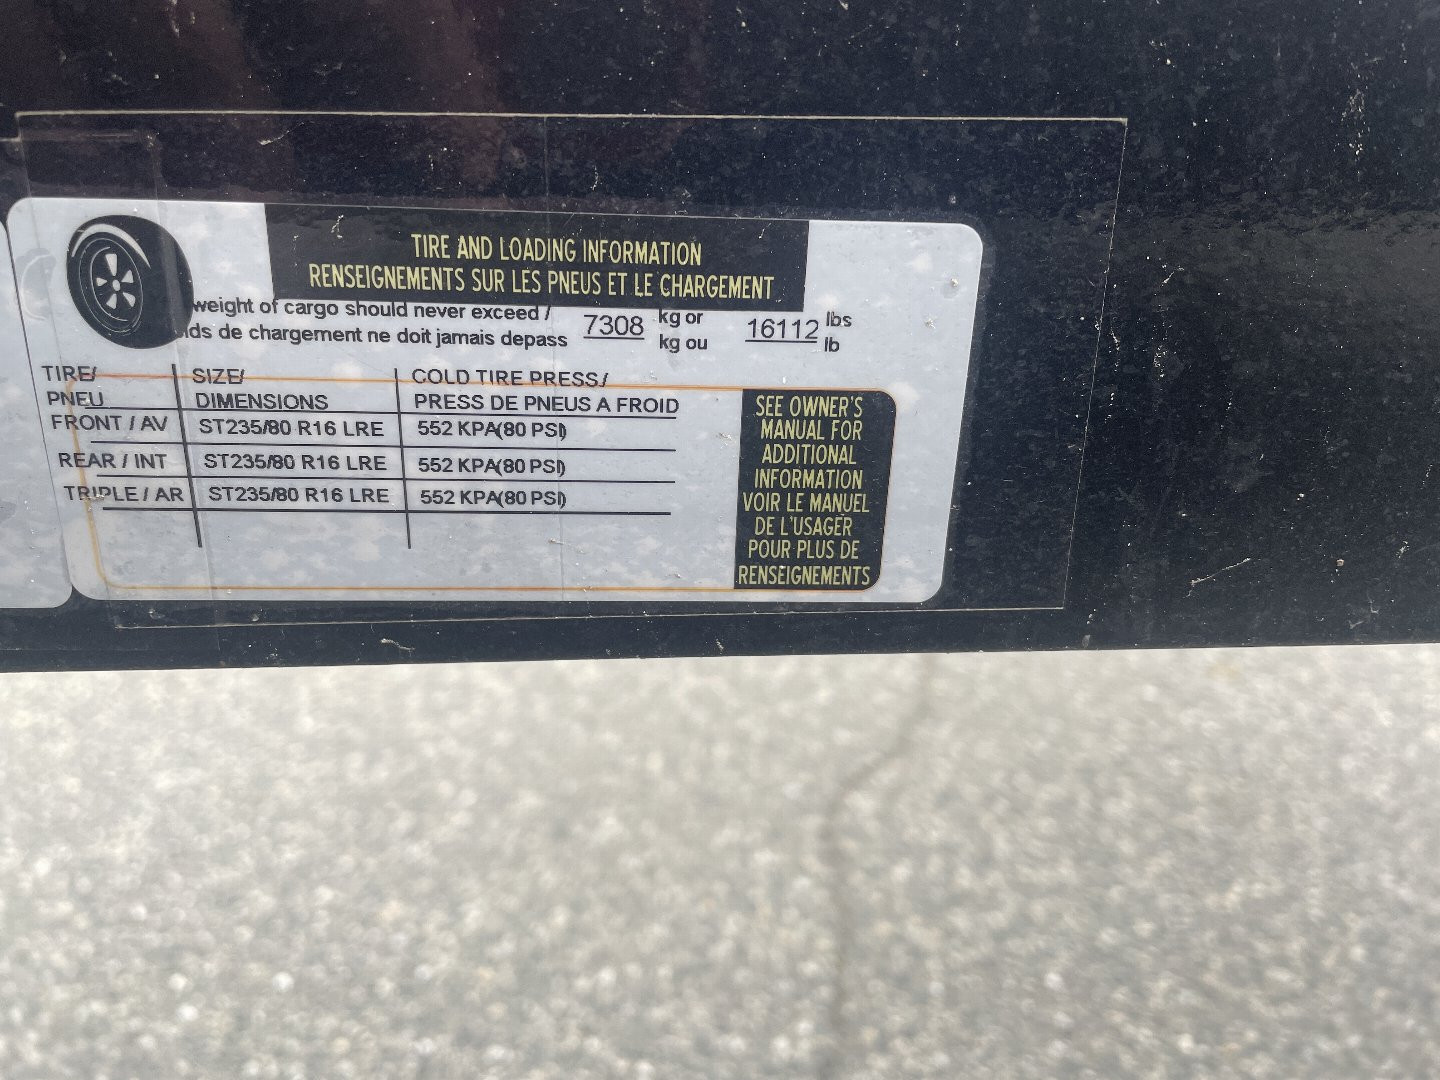 TIRE AND LOADING INFORMATION
RENSEIGNEMENTS SUR LES PNEUS ET LE CHARGEMENT
weight of cargo should never exceed / 7308 kg or 16112 lbs
ds de chargement ne doit jamais depass kg ou lb
TIRE/ SIZE/ COLD TIRE PRESS/
PNEU DIMENSIONS PRESS DE PNEUS A FROID
FRONT / AV ST235/80 R16 LRE 552 KPA(80 PSI)
REAR / INT ST235/80 R16 LRE 552 KPA(80 PSI)
TRIPLE / AR ST235/80 R16 LRE 552 KPA(80 PSI)
SEE OWNER'S
MANUAL FOR
ADDITIONAL
INFORMATION
VOIR LE MANUEL
DE L'USAGER
POUR PLUS DE
RENSEIGNEMENTS